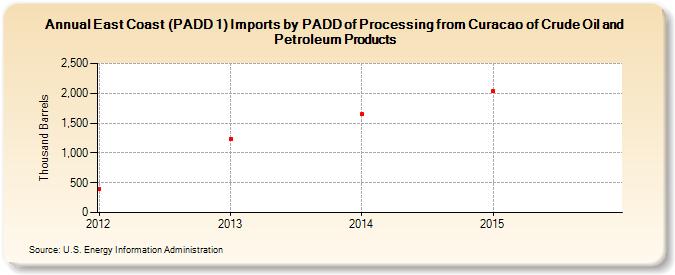 Annual East Coast (PADD 1) Imports by PADD of Processing from Curacao of Crude Oil and
Petroleum Products
Thousand Barrels
2,500
2,000
1,500
1,000
500
0
2012
2013
2014
2015
Source: U.S. Energy Information Administration